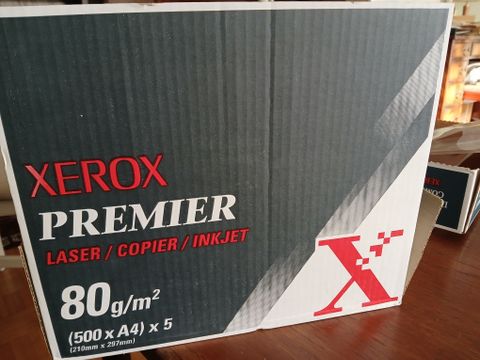 XEROX
PREMIER
LASER / COPIER / INKJET
80g/m²
(500 x A4) x 5
(210mm x 297mm)
X